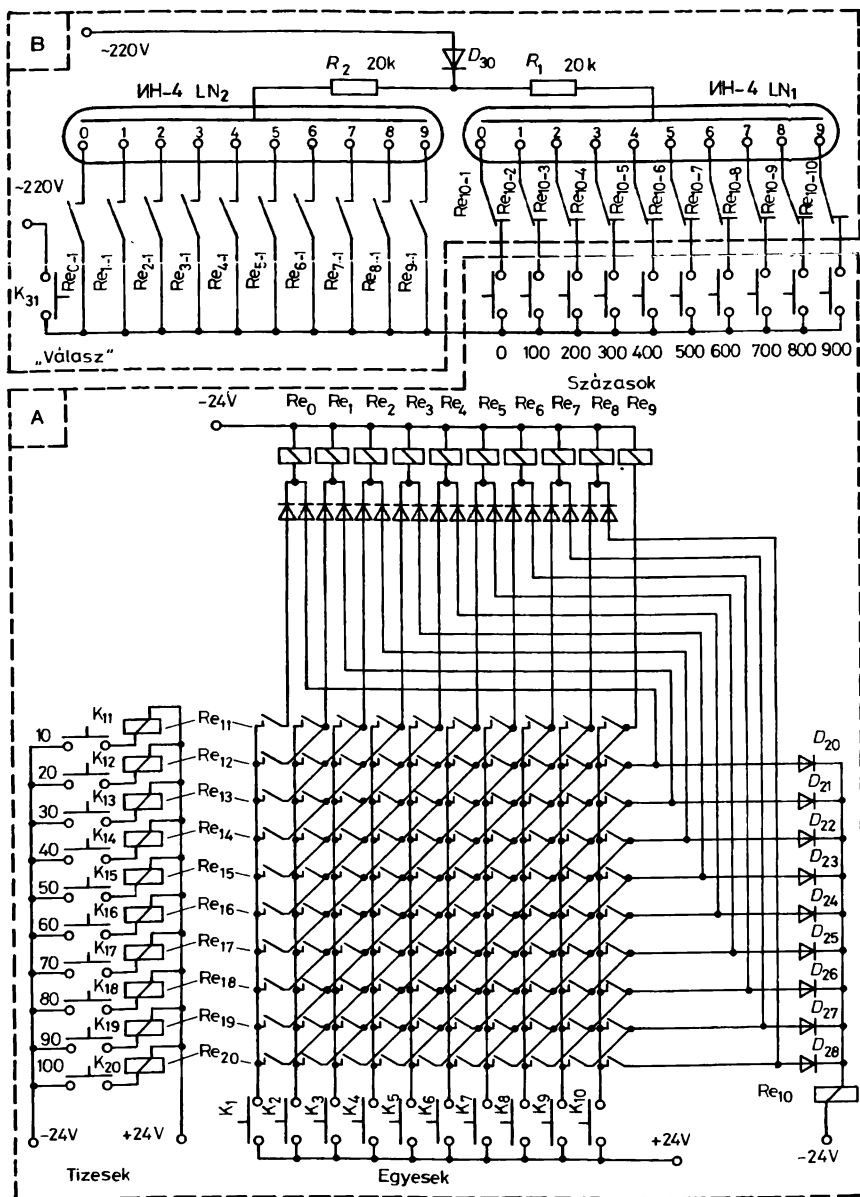 B
~220V
D30
R2 20k
R1 20k
ИН-4 LN2
ИН-4 LN1
0 1 2 3 4 5 6 7 8 9
0 1 2 3 4 5 6 7 8 9
~220V
K31
Re0-1
Re1-1
Re2-1
Re3-1
Re4-1
Re5-1
Re6-1
Re7-1
Re8-1
Re9-1
Re10-1
Re10-2
Re10-3
Re10-4
Re10-5
Re10-6
Re10-7
Re10-8
Re10-9
Re10-10
„Válasz"
0 100 200 300 400 500 600 700 800 900
Százasok
A
-24V
Re0 Re1 Re2 Re3 Re4 Re5 Re6 Re7 Re8 Re9
10 K11 Re11
20 K12 Re12 D20
30 K13 Re13 D21
40 K14 Re14 D22
50 K15 Re15 D23
60 K16 Re16 D24
70 K17 Re17 D25
80 K18 Re18 D26
90 K19 Re19 D27
100 K20 Re20 D28
K1 K2 K3 K4 K5 K6 K7 K8 K9 K10
Re10
-24V
+24V
+24V
-24V
Tizesek
Egyesek